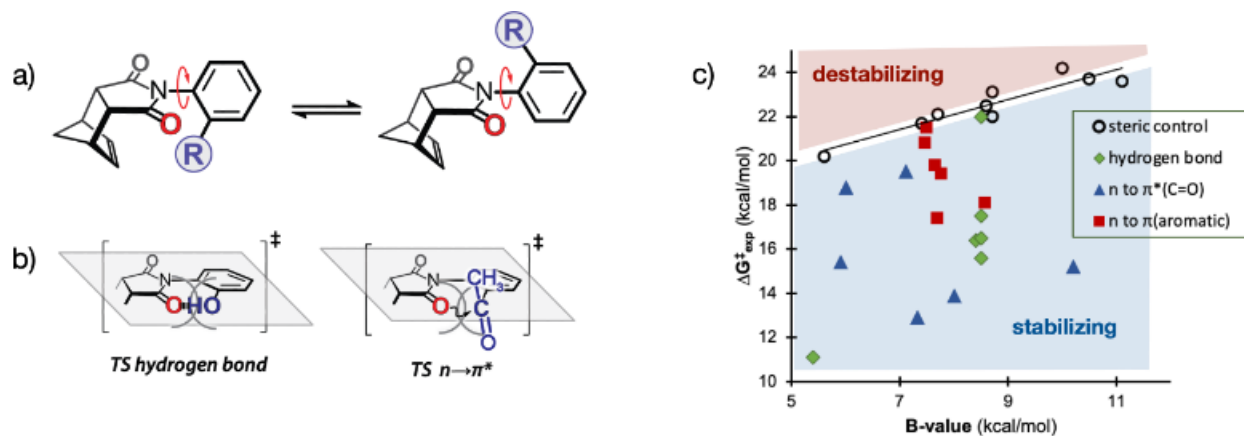 a)
O
N
O
R
R
O
N
O
b)
‡
O
N
O
HO
TS hydrogen bond
‡
O
N
O
CH3
C
O
TS n→π*
c)
destabilizing
stabilizing
steric control
hydrogen bond
n to π*(C=O)
n to π(aromatic)
24
22
20
18
16
14
12
10
ΔG‡exp (kcal/mol)
5
7
9
11
B-value (kcal/mol)